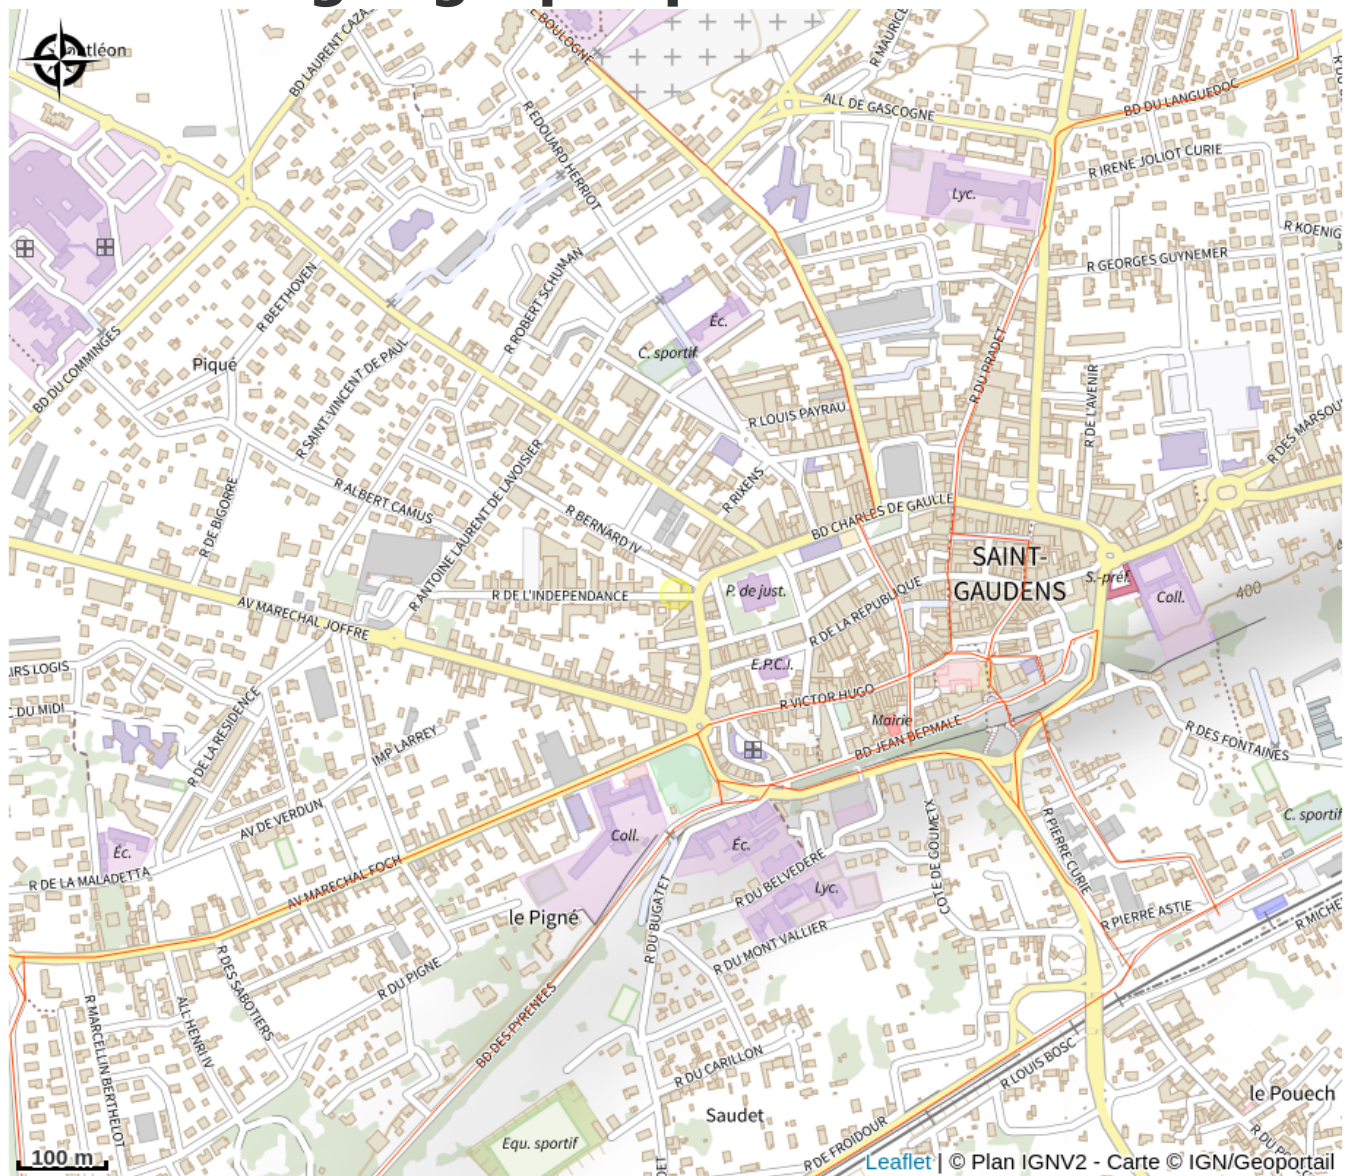 BD LAURENT CAZA
DE BOULOGNE
R MAURICE
ALL DE GASCOGNE
BD DU LANGUEDOC
R EDOUARD HERRIOT
R IRENE JOLIOT CURIE
Lyc.
R KOENIG
R GEORGES GUYNEMER
R BEETHOVEN
R ROBERT SCHUMAN
Éc.
C. sportif
BD DU COMMINGES
Piqué
R SAINT-VINCENT DE PAUL
R DU PRADET
R DE L'AVENIR
R LOUIS PAYRAU
R DES MARSOU
R DE BIGORRE
R ALBERT CAMUS
R ANTOINE LAURENT DE LAVOISIER
R RIXENS
R BERNARD IV
BD CHARLES DE GAULLE
SAINT-
GAUDENS
S.-préf.
Coll.
400
R DE L'INDEPENDANCE
P. de just.
R DE LA REPUBLIQUE
AV MARECHAL JOFFRE
E.P.C.I.
R VICTOR HUGO
IRS LOGIS
C DU MIDI
Mairie
BD JEAN BEPMALE
R DE LA RESIDENCE
IMP LARREY
R DES FONTAINES
AV DE VERDUN
C. sportif
Éc.
Coll.
Éc.
R DE LA MALADETTA
AV MARECHAL FOCH
R DU BELVEDERE
Lyc.
COTE DE GOUMETX
R PIERRE CURIE
le Pigné
R DU BUGATET
R DU MONT VALLIER
R PIERRE ASTIE
R MICHE
R DES SABOTIERS
R DU PIGNE
R MARCELLIN BERTHELOT
ALL HENRI IV
BD DES PYRENEES
R DU CARILLON
R LOUIS BOSC
le Pouech
Saudet
Equ. sportif
R DE FROIDOUR
100 m
Leaflet | © Plan IGNV2 - Carte © IGN/Geoportail